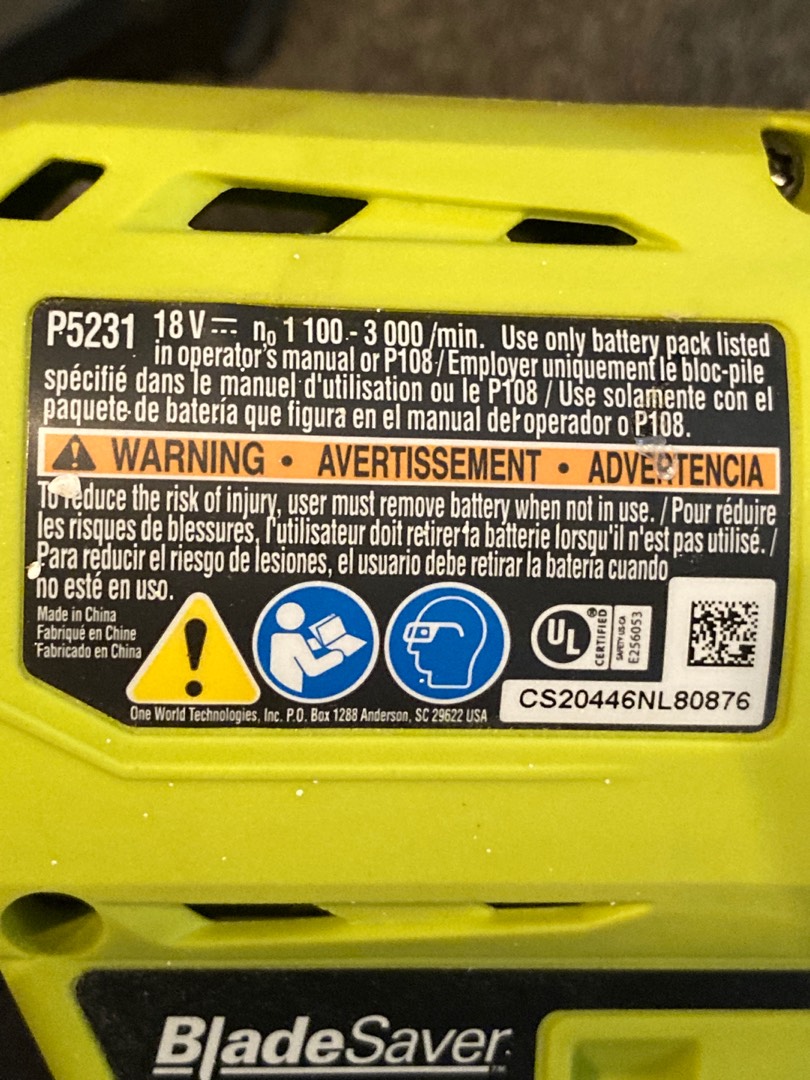 P5231 18 V⎓ n₀ 1 100 - 3 000 /min. Use only battery pack listed
in operator's manual or P108 / Employer uniquement le bloc-pile
spécifié dans le manuel d'utilisation ou le P108 / Use solamente con el
paquete de batería que figura en el manual del operador o P108.
WARNING • AVERTISSEMENT • ADVERTENCIA
To reduce the risk of injury, user must remove battery when not in use. / Pour réduire
les risques de blessures, l'utilisateur doit retirer la batterie lorsqu'il n'est pas utilisé. /
Para reducir el riesgo de lesiones, el usuario debe retirar la batería cuando
no esté en uso.
Made in China
Fabriqué en Chine
Fabricado en China
UL® CERTIFIED
SAFETY US-CA
E256053
CS20446NL80876
One World Technologies, Inc. P.O. Box 1288 Anderson, SC 29622 USA
BladeSaver™